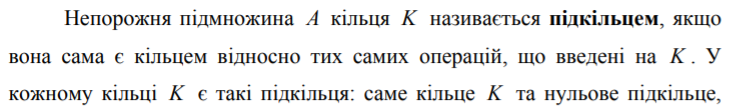 Непорожня підмножина A кільця K називається підкільцем, якщо
вона сама є кільцем відносно тих самих операцій, що введені на K . У
кожному кільці K є такі підкільця: саме кільце K та нульове підкільце,